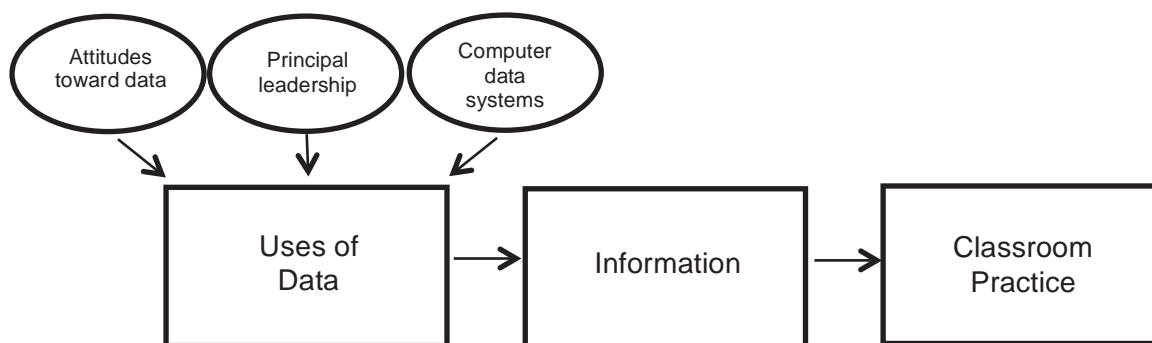 Attitudes
toward data
Principal
leadership
Computer
data
systems
Uses of
Data
Information
Classroom
Practice